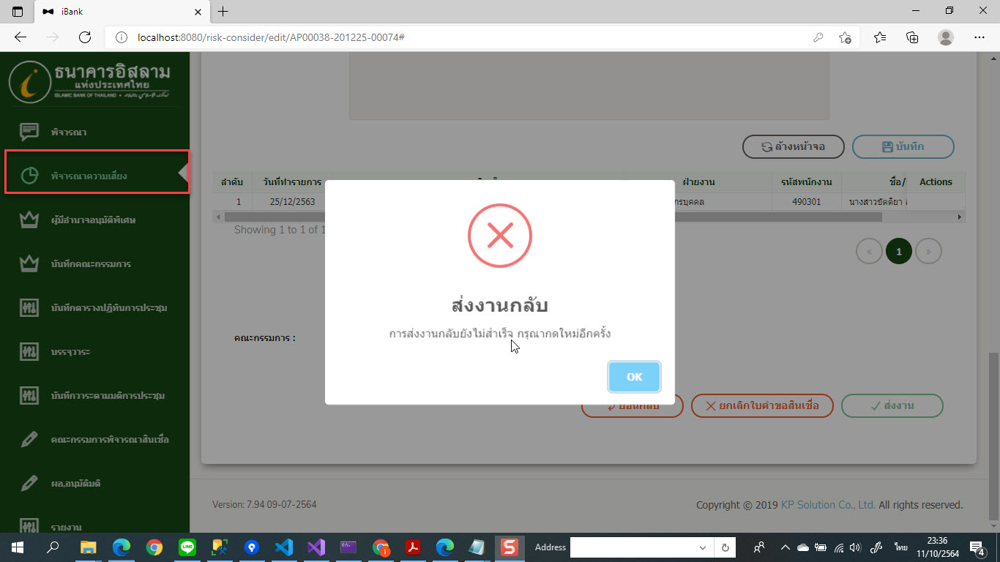 iBank
localhost:8080/risk-consider/edit/AP00038-201225-00074#
ธนาคารอิสลาม
แห่งประเทศไทย
ISLAMIC BANK OF THAILAND
พิจารณา
พิจารณาความเสี่ยง
ผู้มีอำนาจอนุมัติพิเศษ
บันทึกคณะกรรมการ
บันทึกตารางปฏิทินการประชุม
บรรจุวาระ
บันทึกวาระตามมติการประชุม
คณะกรรมการพิจารณาสินเชื่อ
ผอ.อนุมัติมติ
รายงาน
ล้างหน้าจอ
บันทึก
ลำดับ วันที่ทำรายการ ฝ่ายงาน รหัสพนักงาน ชื่อ/ Actions
1 25/12/2563 กรบุคคล 490301 นางสาวขัตติยา
Showing 1 to 1 of 1
« 1 »
ส่งงานกลับ
การส่งงานกลับยังไม่สำเร็จ กรุณากดใหม่อีกครั้ง
OK
คณะกรรมการ :
ย้อนกลับ
ยกเลิกใบคำขอสินเชื่อ
ส่งงาน
Version: 7.94 09-07-2564
Copyright © 2019 KP Solution Co., Ltd. All rights reserved.
Address
ไทย
23:36
11/10/2564
4